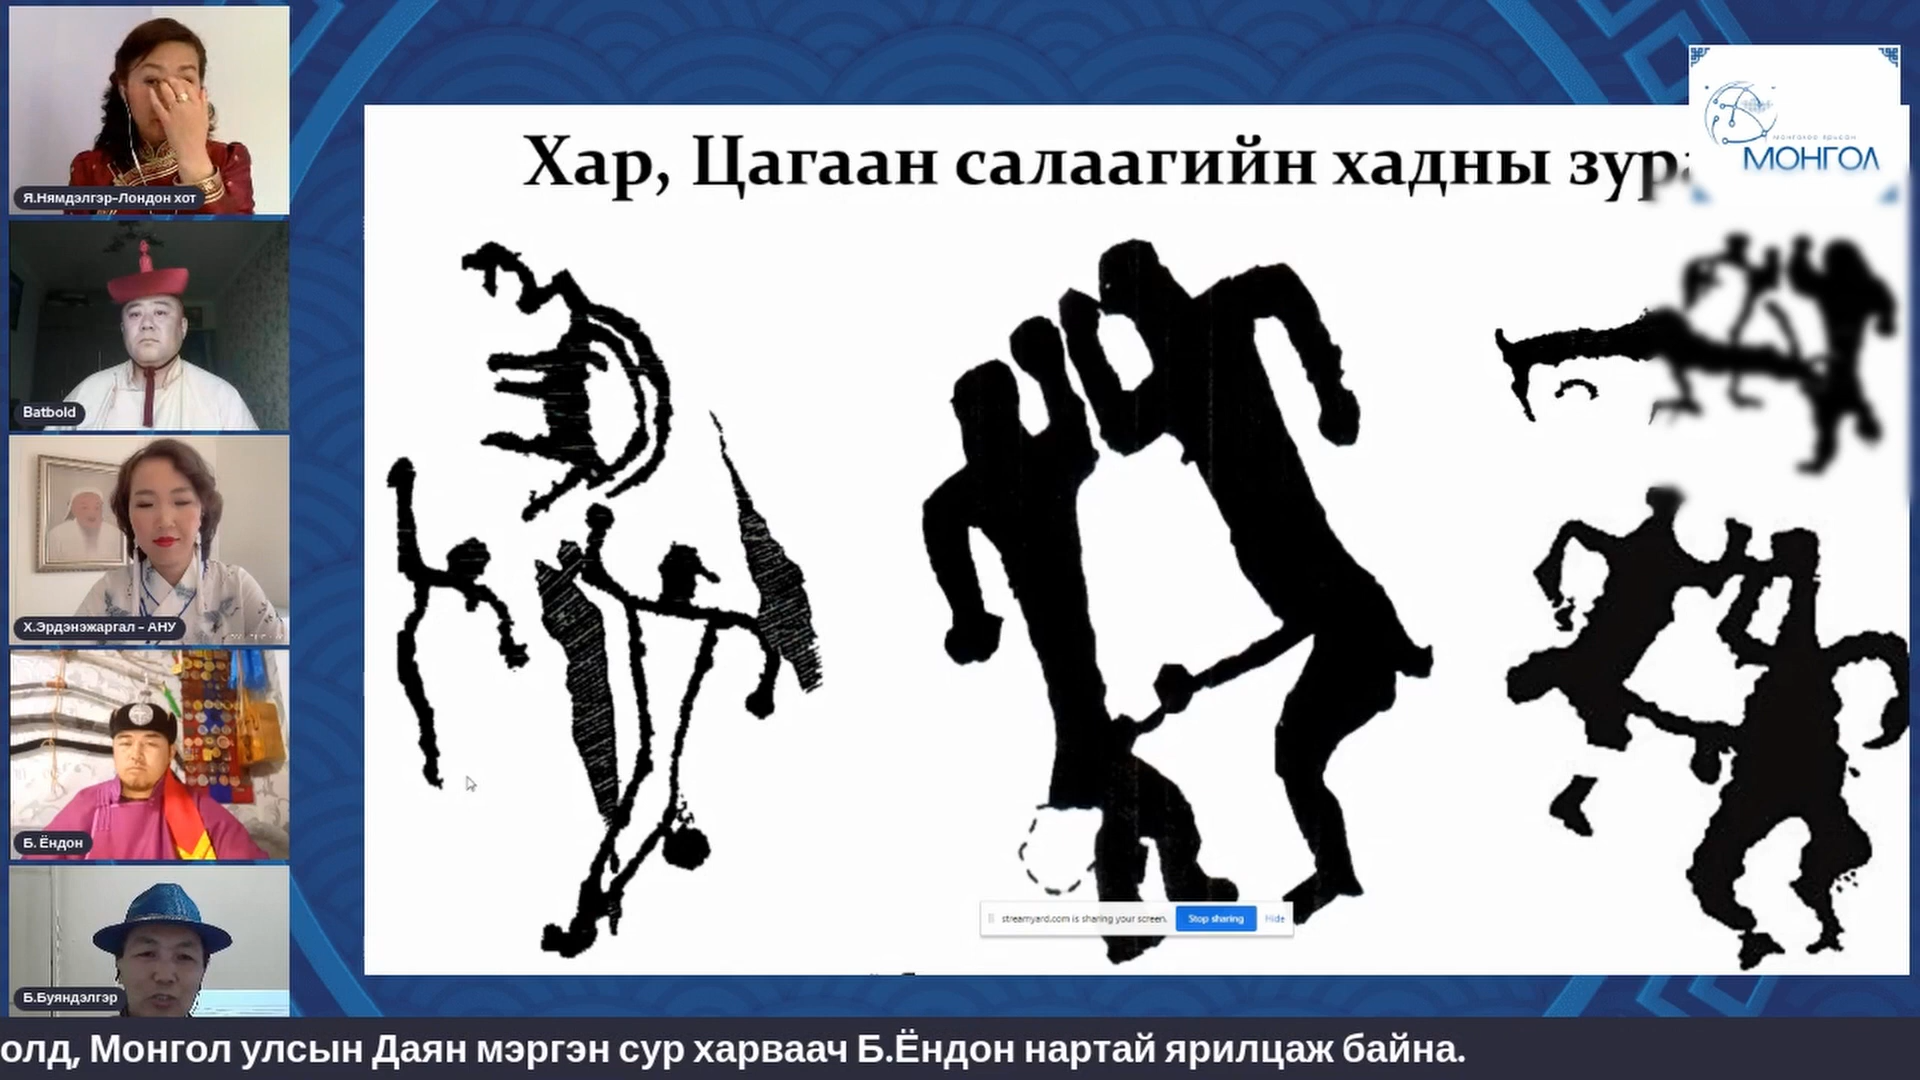 Я.Нямдэлгэр-Лондон хот
Batbold
Х.Эрдэнэжаргал – АНУ
Б. Ёндон
Б.Буяндэлгэр
Хар, Цагаан салаагийн хадны зур
МОНГОЛ
streamyard.com is sharing your screen.
Stop sharing
Hide
олд, Монгол улсын Даян мэргэн сур харваач Б.Ёндон нартай ярилцаж байна.